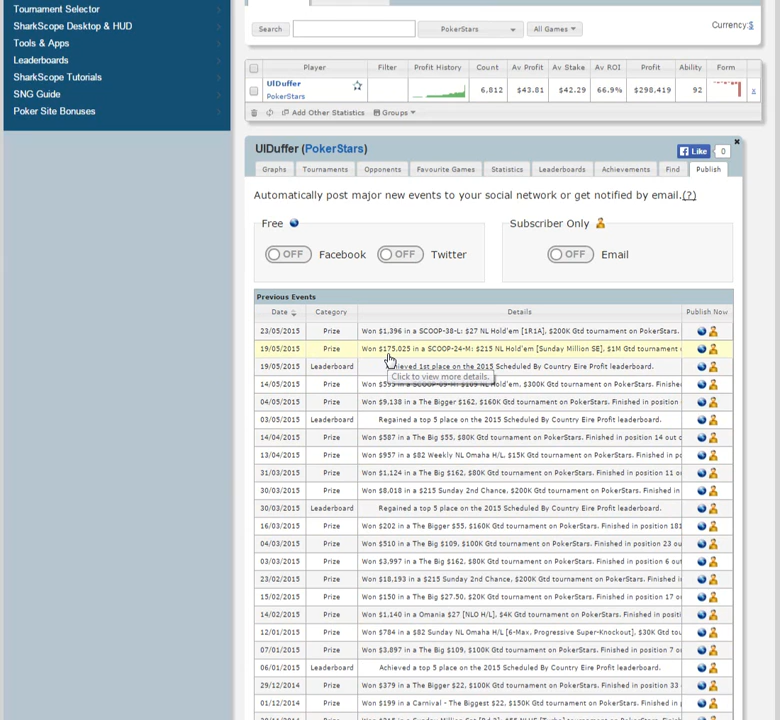 Tournament Selector
SharkScope Desktop & HUD
Tools & Apps
Leaderboards
SharkScope Tutorials
SNG Guide
Poker Site Bonuses
Search PokerStars All Games Currency:$
Player Filter Profit History Count Av Profit Av Stake Av ROI Profit Ability Form
UlDuffer
PokerStars
6,812 $43.81 $42.29 66.9% $298,419 92 x
Add Other Statistics Groups
UlDuffer (PokerStars)
Like 0
Graphs Tournaments Opponents Favourite Games Statistics Leaderboards Achievements Find Publish
Automatically post major new events to your social network or get notified by email.(?)
Free
Subscriber Only
OFF Facebook OFF Twitter
OFF Email
Previous Events
Date Category Details Publish Now
23/05/2015 Prize Won $1,396 in a SCOOP-38-L: $27 NL Hold'em [1R1A], $200K Gtd tournament on PokerStars.
19/05/2015 Prize Won $175,025 in a SCOOP-24-M: $215 NL Hold'em [Sunday Million SE], $1M Gtd tournament
19/05/2015 Leaderboard Achieved 1st place on the 2015 Scheduled By Country Eire Profit leaderboard.
Click to view more details.
14/05/2015 Prize NL Hold'em, $300K Gtd tournament on PokerStars. Finishe
04/05/2015 Prize Won $9,138 in a The Bigger $162, $160K Gtd tournament on PokerStars. Finished in position
03/05/2015 Leaderboard Regained a top 5 place on the 2015 Scheduled By Country Eire Profit leaderboard.
14/04/2015 Prize Won $587 in a The Big $55, $80K Gtd tournament on PokerStars. Finished in position 14 out o
13/04/2015 Prize Won $957 in a $82 Weekly NL Omaha H/L, $15K Gtd tournament on PokerStars. Finished in po
31/03/2015 Prize Won $1,124 in a The Big $162, $80K Gtd tournament on PokerStars. Finished in position 11 o
30/03/2015 Prize Won $8,018 in a $215 Sunday 2nd Chance, $200K Gtd tournament on PokerStars. Finished in
30/03/2015 Leaderboard Regained a top 5 place on the 2015 Scheduled By Country Eire Profit leaderboard.
16/03/2015 Prize Won $202 in a The Bigger $55, $160K Gtd tournament on PokerStars. Finished in position 181
04/03/2015 Prize Won $510 in a The Big $109, $100K Gtd tournament on PokerStars. Finished in position 23 ou
03/03/2015 Prize Won $3,997 in a The Big $162, $80K Gtd tournament on PokerStars. Finished in position 6 out
23/02/2015 Prize Won $18,193 in a $215 Sunday 2nd Chance, $200K Gtd tournament on PokerStars. Finished i
15/02/2015 Prize Won $150 in a The Big $27.50, $20K Gtd tournament on PokerStars. Finished in position 17 o
14/02/2015 Prize Won $1,140 in a Omania $27 [NLO H/L], $4K Gtd tournament on PokerStars. Finished in positi
12/01/2015 Prize Won $784 in a $82 Sunday NL Omaha H/L [6-Max, Progressive Super-Knockout], $30K Gtd tou
07/01/2015 Prize Won $3,897 in a The Big $109, $100K Gtd tournament on PokerStars. Finished in position 7 o
06/01/2015 Leaderboard Achieved a top 5 place on the 2015 Scheduled By Country Eire Profit leaderboard.
29/12/2014 Prize Won $379 in a The Bigger $22, $100K Gtd tournament on PokerStars. Finished in position 33
01/12/2014 Prize Won $199 in a Carnival - The Biggest $22, $150K Gtd tournament on PokerStars. Finished in